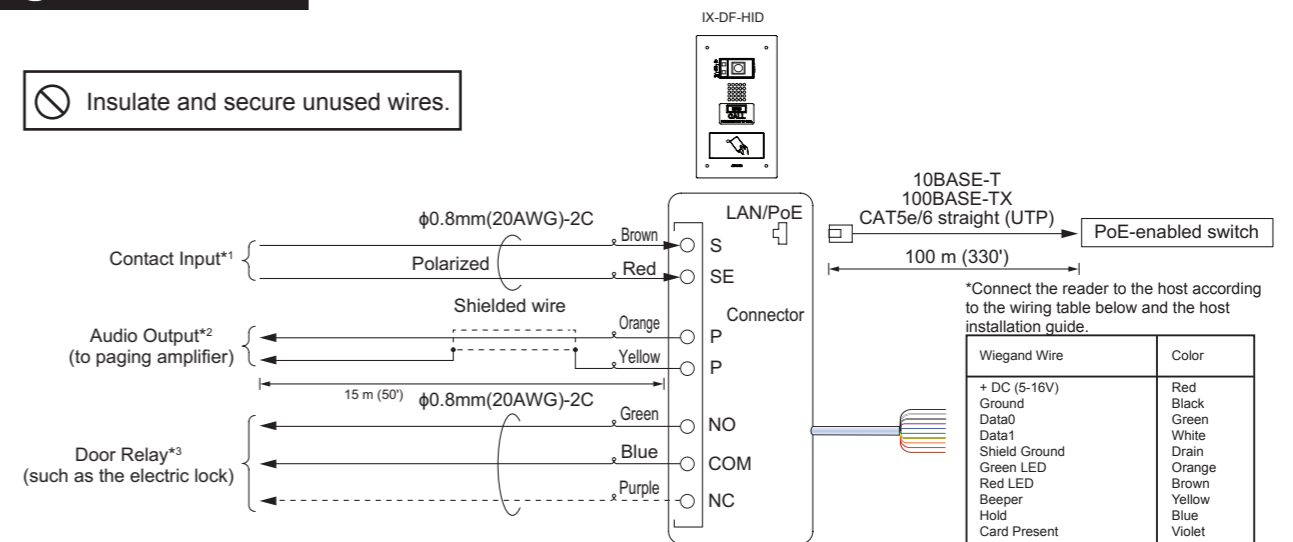 IX-DF-HID
CALL
Insulate and secure unused wires.
10BASE-T
100BASE-TX
CAT5e/6 straight (UTP)
PoE-enabled switch
100 m (330')
LAN/PoE
Connector
ϕ0.8mm(20AWG)-2C
Contact Input*1
Polarized
Brown
S
Red
SE
Shielded wire
Audio Output*2
(to paging amplifier)
Orange
P
Yellow
P
15 m (50')
ϕ0.8mm(20AWG)-2C
Door Relay*3
(such as the electric lock)
Green
NO
Blue
COM
Purple
NC
*Connect the reader to the host according
to the wiring table below and the host
installation guide.
Wiegand Wire Color
+ DC (5-16V) Red
Ground Black
Data0 Green
Data1 White
Shield Ground Drain
Green LED Orange
Red LED Brown
Beeper Yellow
Hold Blue
Card Present Violet